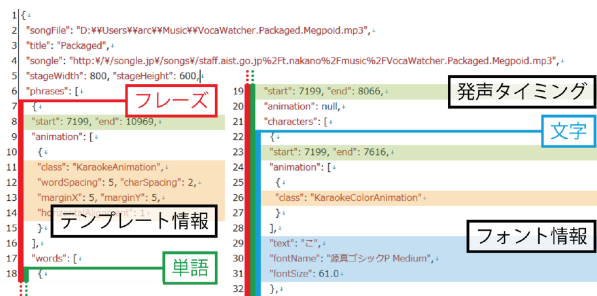 1 {
2 "songFile": "D:¥¥Users¥¥arc¥¥Music¥¥VocaWatcher.Packaged.Megpoid.mp3",
3 "title": "Packaged",
4 "songle": "http:¥/¥/songle.jp/songs¥/staff.aist.go.jp%2Ft.nakano%2Fmusic%2FVocaWatcher.Packaged.Megpoid.mp3",
5 "stageWidth": 800, "stageHeight": 600,
6 "phrases": [
7 {
フレーズ
8 "start": 7199, "end": 10969,
9 "animation": [
10 {
11 "class": "KaraokeAnimation",
12 "wordSpacing": 5, "charSpacing": 2,
13 "marginX": 5, "marginY": 5,
14
テンプレート情報
15 }
16 ],
17 "words": [
18 {
単語
19 "start": 7199, "end": 8066,
発声タイミング
20 "animation": null,
21 "characters": [
22 {
文字
23 "start": 7199, "end": 7616,
24 "animation": [
25 {
26 "class": "KaraokeColorAnimation"
27 }
28 ],
29 "text": "こ",
フォント情報
30 "fontName": "源真ゴシックP Medium",
31 "fontSize": 61.0
32 },